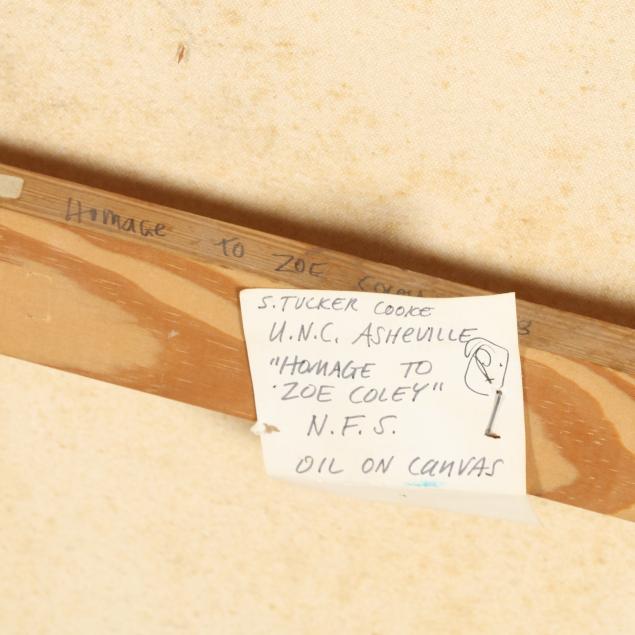 Homage TO ZOE
S. TUCKER COOKE
U.N.C. ASHEVILLE
"HOMAGE TO
ZOE COLEY"
N.F.S.
OIL ON CANVAS